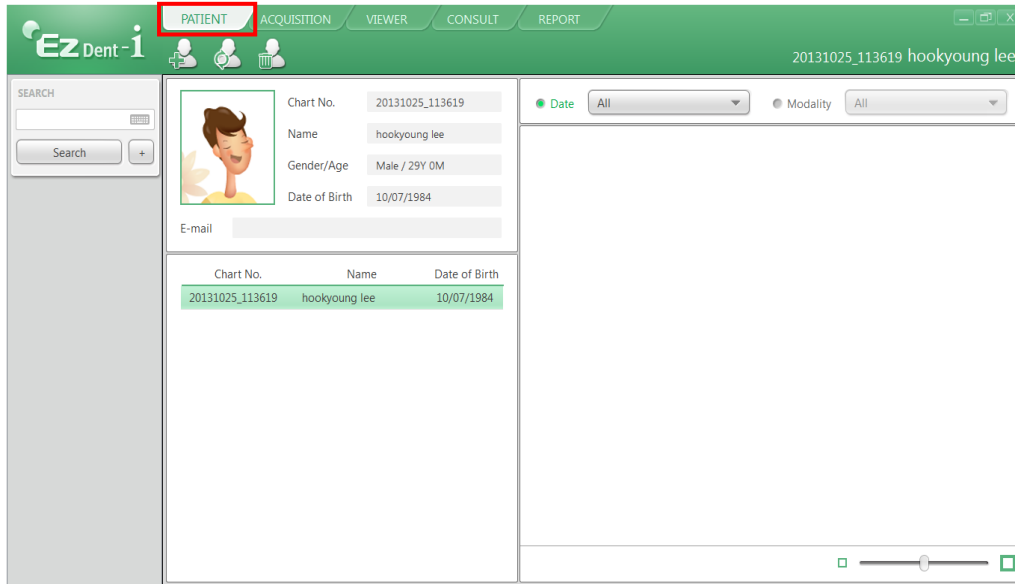 Ez Dent-i
PATIENT ACQUISITION VIEWER CONSULT REPORT
20131025_113619 hookyoung lee
SEARCH
Search +
Chart No. 20131025_113619
Name hookyoung lee
Gender/Age Male / 29Y 0M
Date of Birth 10/07/1984
E-mail
Chart No. Name Date of Birth
20131025_113619 hookyoung lee 10/07/1984
Date All Modality All